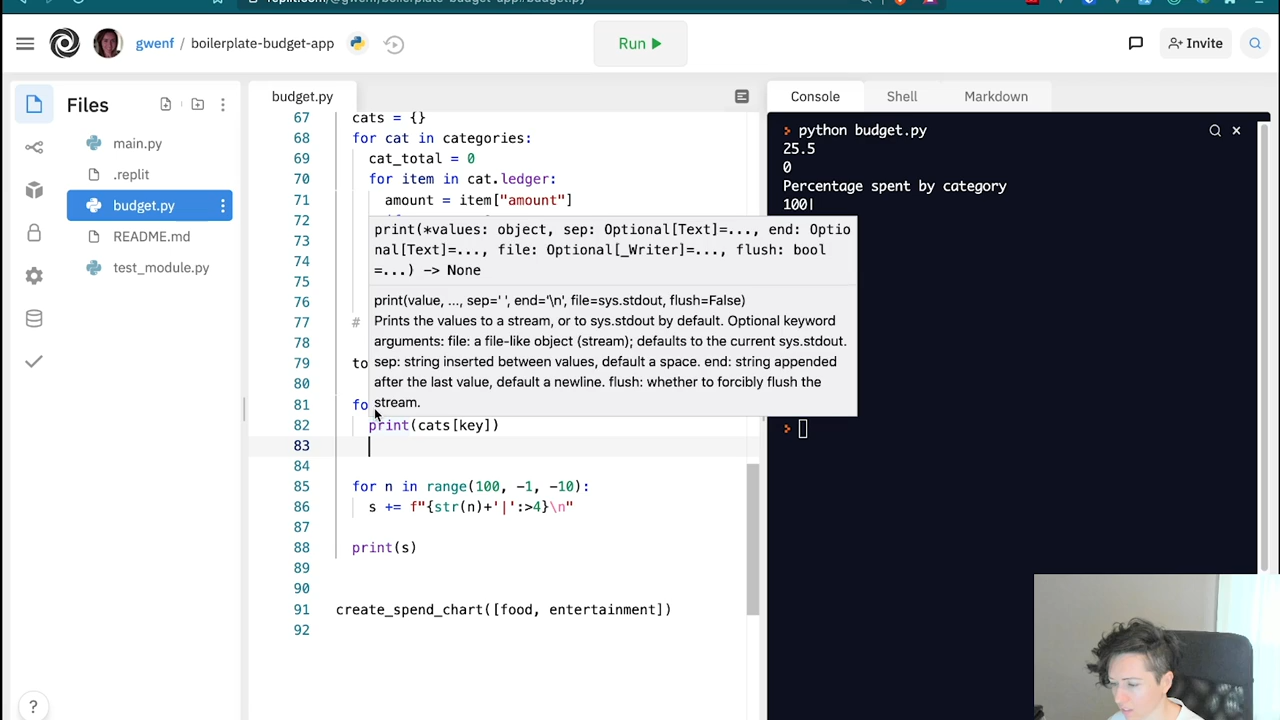 gwenf / boilerplate-budget-app
Run
Invite
Files
main.py
.replit
budget.py
README.md
test_module.py
?
budget.py
67 cats = {}
68 for cat in categories:
69 cat_total = 0
70 for item in cat.ledger:
71 amount = item["amount"]
72
73
74
75
76
77 #
78
79 to
80
81 fo
82 print(cats[key])
83
84
85 for n in range(100, -1, -10):
86 s += f"{str(n)+'|':>4}\n"
87
88 print(s)
89
90
91 create_spend_chart([food, entertainment])
92
print(*values: object, sep: Optional[Text]=..., end: Optio
nal[Text]=..., file: Optional[_Writer]=..., flush: bool
=...) -> None
print(value, ..., sep=' ', end='\n', file=sys.stdout, flush=False)
Prints the values to a stream, or to sys.stdout by default. Optional keyword
arguments: file: a file-like object (stream); defaults to the current sys.stdout.
sep: string inserted between values, default a space. end: string appended
after the last value, default a newline. flush: whether to forcibly flush the
stream.
Console Shell Markdown
> python budget.py
25.5
0
Percentage spent by category
100|
>